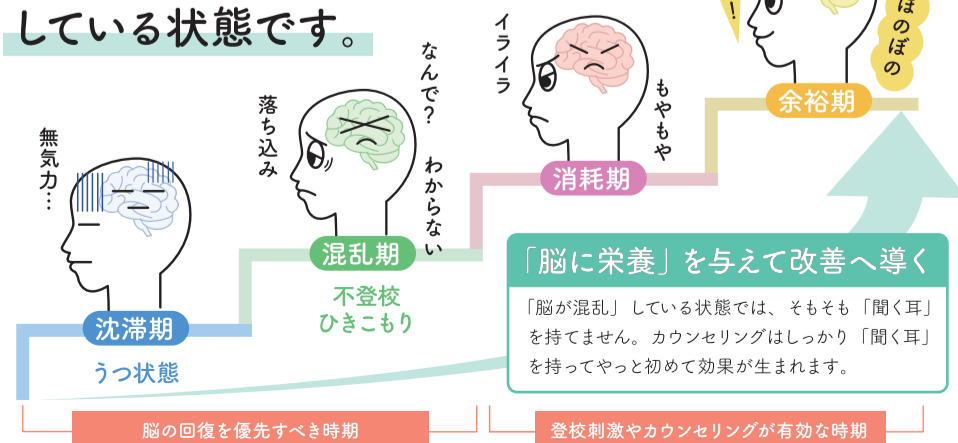 している状態です。
！
ほのぼの
余裕期
イライラ
もやもや
消耗期
なんで？
わからない
落ち込み
混乱期
不登校
ひきこもり
無気力…
沈滞期
うつ状態
「脳に栄養」を与えて改善へ導く
「脳が混乱」している状態では、そもそも「聞く耳」
を持てません。カウンセリングはしっかり「聞く耳」
を持ってやっと初めて効果が生まれます。
脳の回復を優先すべき時期
登校刺激やカウンセリングが有効な時期